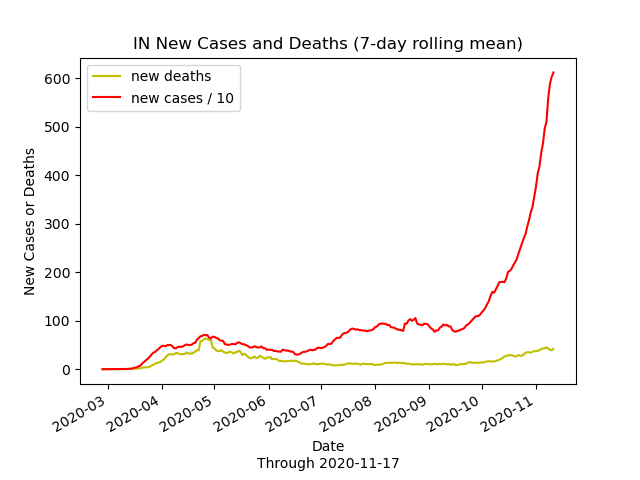 IN New Cases and Deaths (7-day rolling mean)
new deaths
new cases / 10
New Cases or Deaths
600
500
400
300
200
100
0
2020-03
2020-04
2020-05
2020-06
2020-07
2020-08
2020-09
2020-10
2020-11
Date
Through 2020-11-17